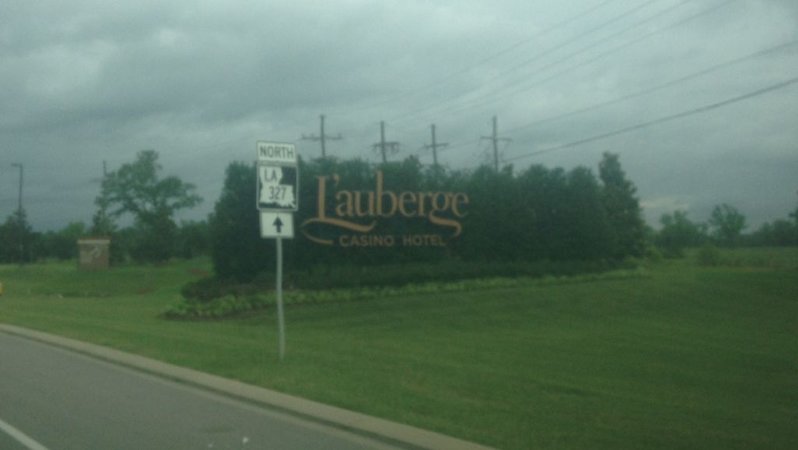 NORTH
LA
327
L'auberge
CASINO HOTEL